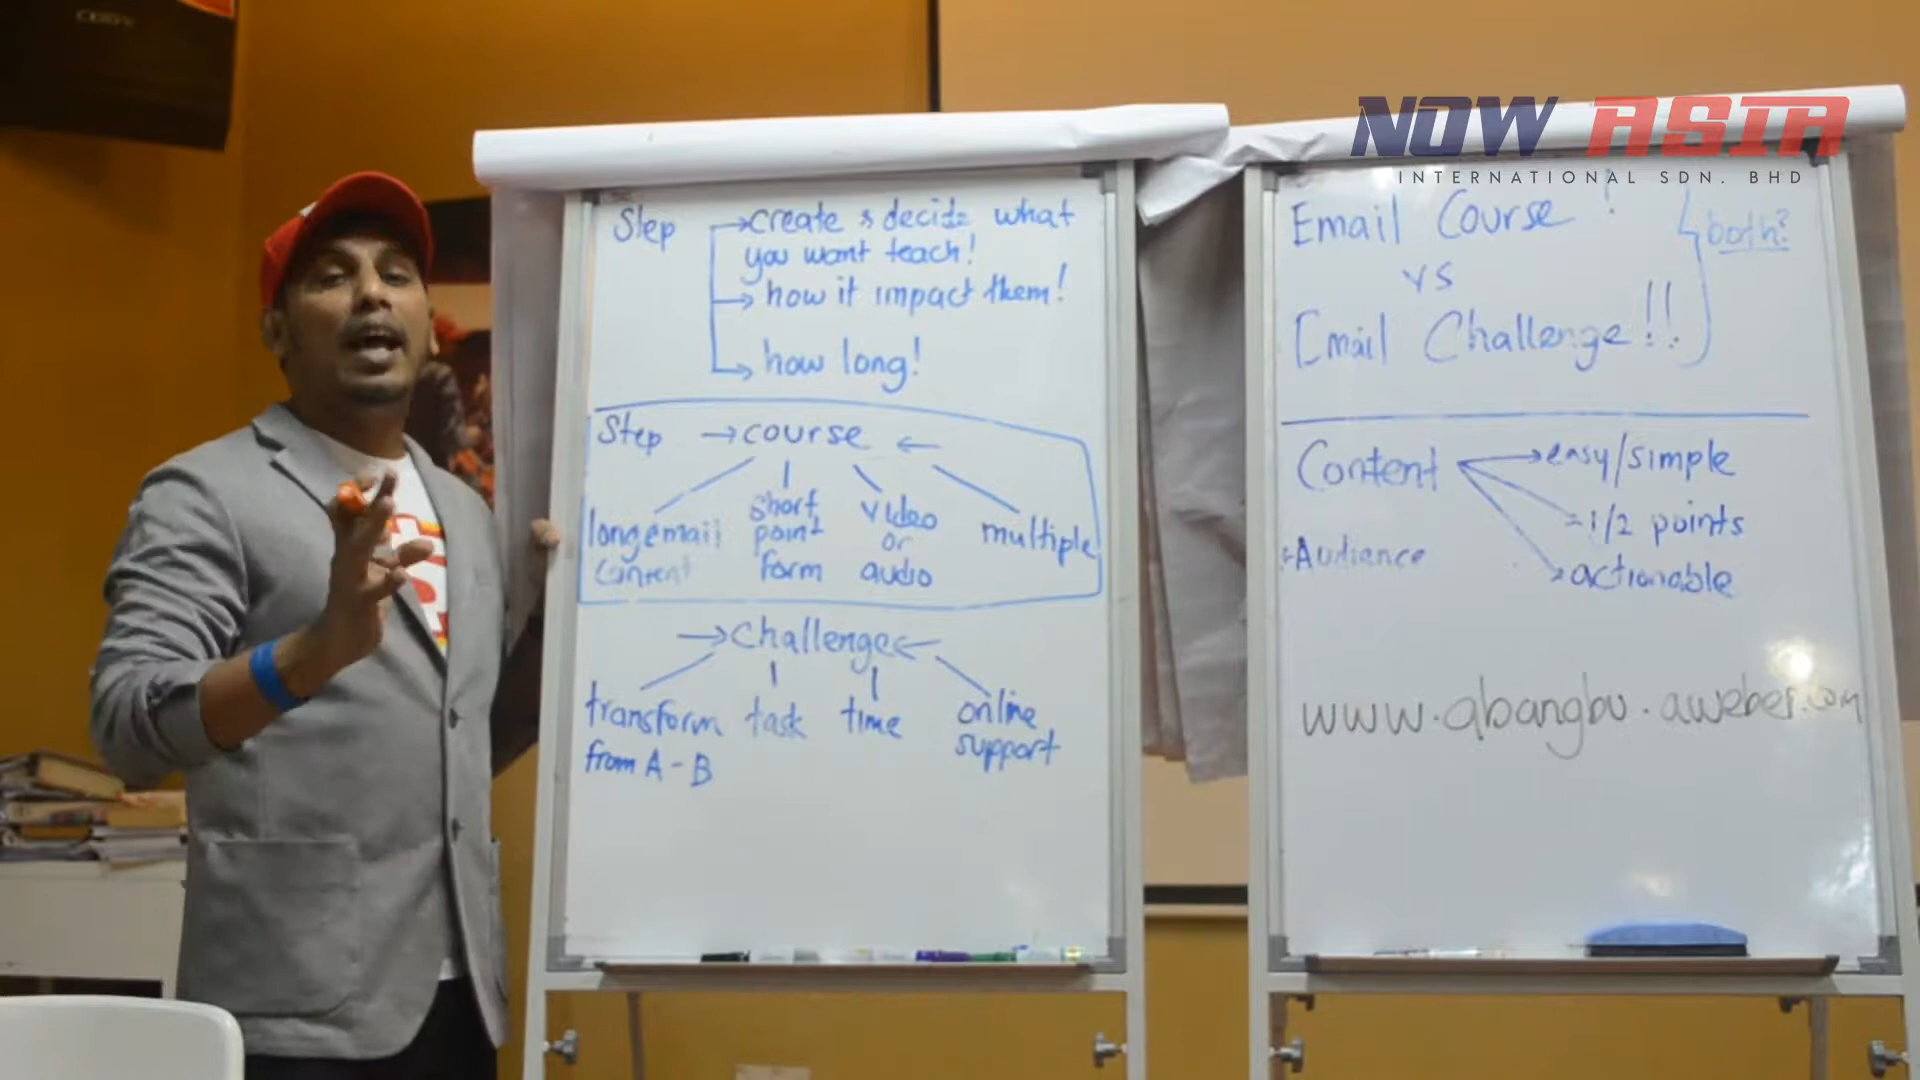 NOW ASIA
INTERNATIONAL SDN. BHD
Step
→create & decide what
you want teach!
→ how it impact them!
→ how long!
Step → course ←
long email
content
short
point
form
video
or
audio
multiple
→ challenge ←
transform
from A - B
task
time
online
support
Email Course !
vs
Email Challenge!!
both?
Content
→ easy/simple
→ 1/2 points
→ actionable
Audience
www.abangbu.aweber.com